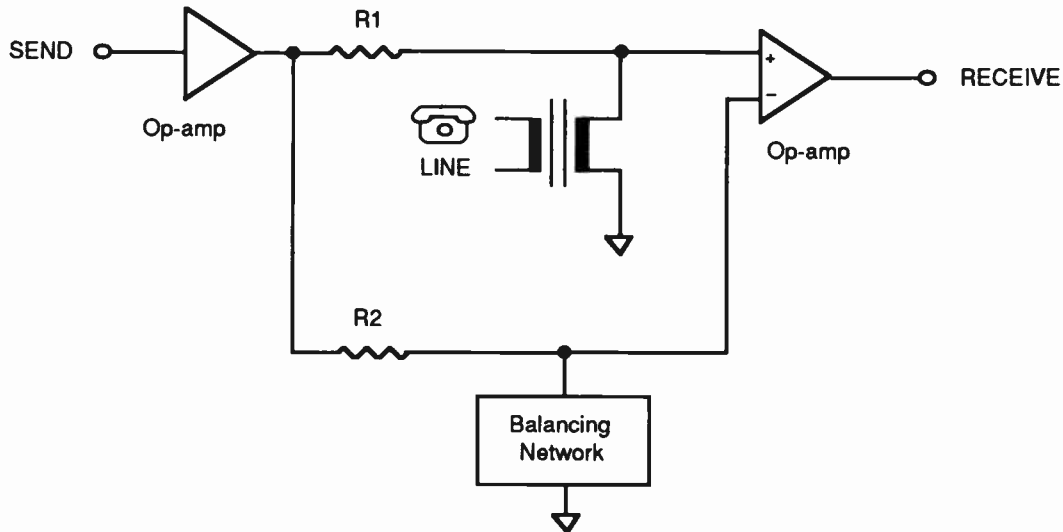 R1
SEND
+
RECEIVE
−
Op-amp
Op-amp
LINE
R2
Balancing
Network